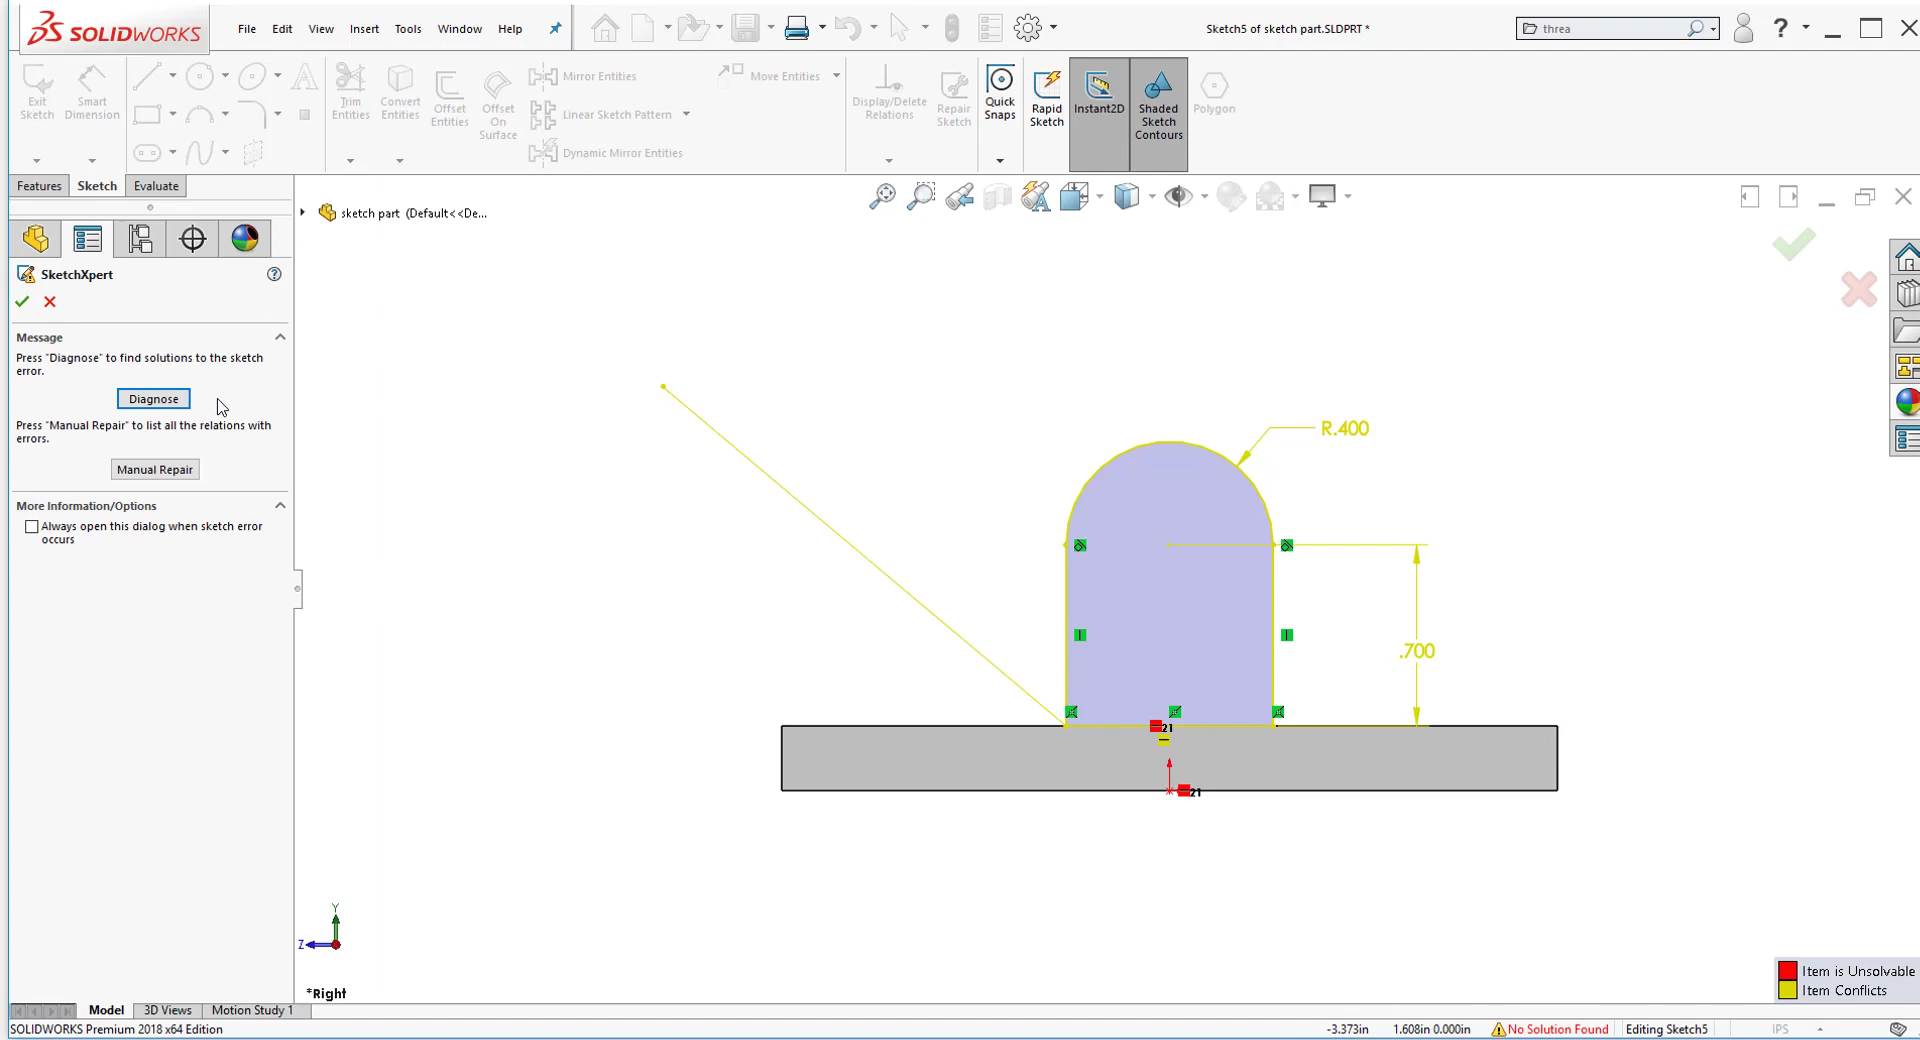 SOLIDWORKS
File Edit View Insert Tools Window Help
Sketch5 of sketch part.SLDPRT *
threa
Exit Sketch
Smart Dimension
Trim Entities
Convert Entities
Offset Entities
Offset On Surface
Mirror Entities
Linear Sketch Pattern
Dynamic Mirror Entities
Move Entities
Display/Delete Relations
Repair Sketch
Quick Snaps
Rapid Sketch
Instant2D
Shaded Sketch Contours
Polygon
Features Sketch Evaluate
sketch part (Default<<De...
SketchXpert
Message
Press "Diagnose" to find solutions to the sketch
error.
Diagnose
Press "Manual Repair" to list all the relations with
errors.
Manual Repair
More Information/Options
Always open this dialog when sketch error
occurs
R.400
.700
21
21
Y
Z
*Right
Item is Unsolvable
Item Conflicts
Model 3D Views Motion Study 1
SOLIDWORKS Premium 2018 x64 Edition
-3.373in 1.608in 0.000in No Solution Found Editing Sketch5 IPS